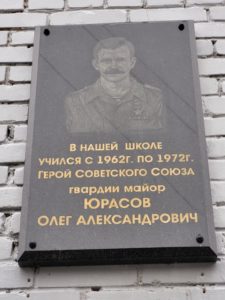 В НАШЕЙ ШКОЛЕ
УЧИЛСЯ С 1962Г. ПО 1972Г.
ГЕРОЙ СОВЕТСКОГО СОЮЗА
гвардии майор
ЮРАСОВ
ОЛЕГ АЛЕКСАНДРОВИЧ